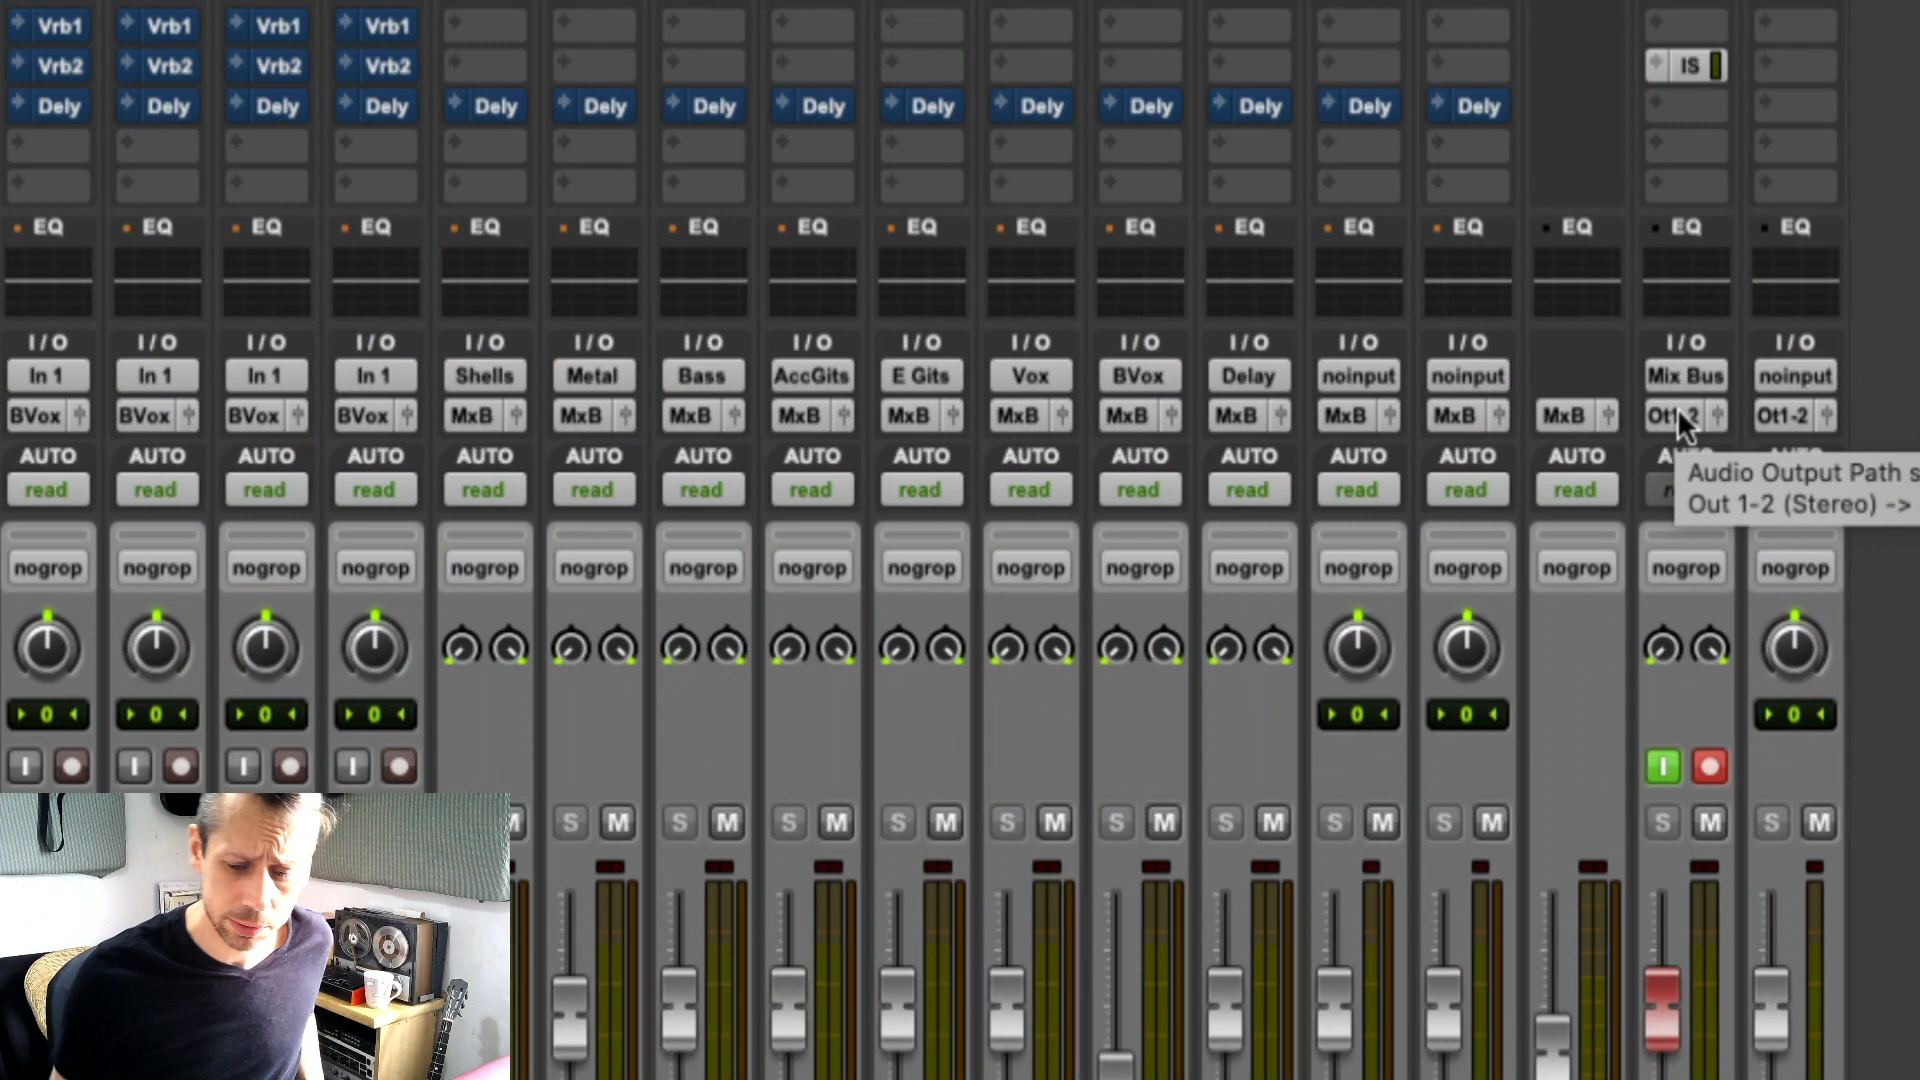 Vrb1 Vrb1 Vrb1 Vrb1
Vrb2 Vrb2 Vrb2 Vrb2 IS
Dely Dely Dely Dely Dely Dely Dely Dely Dely Dely Dely Dely Dely Dely
EQ EQ EQ EQ EQ EQ EQ EQ EQ EQ EQ EQ EQ EQ EQ EQ EQ
I/O I/O I/O I/O I/O I/O I/O I/O I/O I/O I/O I/O I/O I/O I/O I/O
In 1 In 1 In 1 In 1 Shells Metal Bass AccGits E Gits Vox BVox Delay noinput noinput Mix Bus noinput
BVox BVox BVox BVox MxB MxB MxB MxB MxB MxB MxB MxB MxB MxB MxB Ot1-2 Ot1-2
AUTO AUTO AUTO AUTO AUTO AUTO AUTO AUTO AUTO AUTO AUTO AUTO AUTO AUTO AUTO
read read read read read read read read read read read read read read read
Audio Output Path s
Out 1-2 (Stereo) ->
nogrop nogrop nogrop nogrop nogrop nogrop nogrop nogrop nogrop nogrop nogrop nogrop nogrop nogrop nogrop nogrop nogrop
0 0 0 0 0 0 0
I I I I I
M S M S M S M S M S M S M S M S M S M S M S M